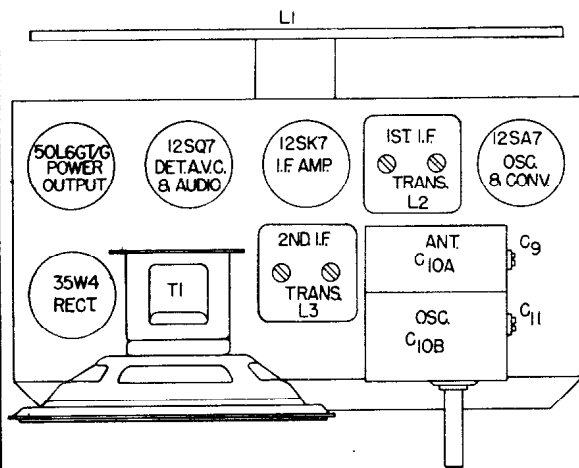 L1
50L6GT/G
POWER
OUTPUT
12SQ7
DET. A.V.C.
& AUDIO
12SK7
I.F. AMP.
1ST I.F.
TRANS.
L2
12SA7
OSC.
& CONV.
35W4
RECT.
T1
2ND. I.F.
TRANS.
L3
ANT.
C10A
C9
OSC.
C10B
C11